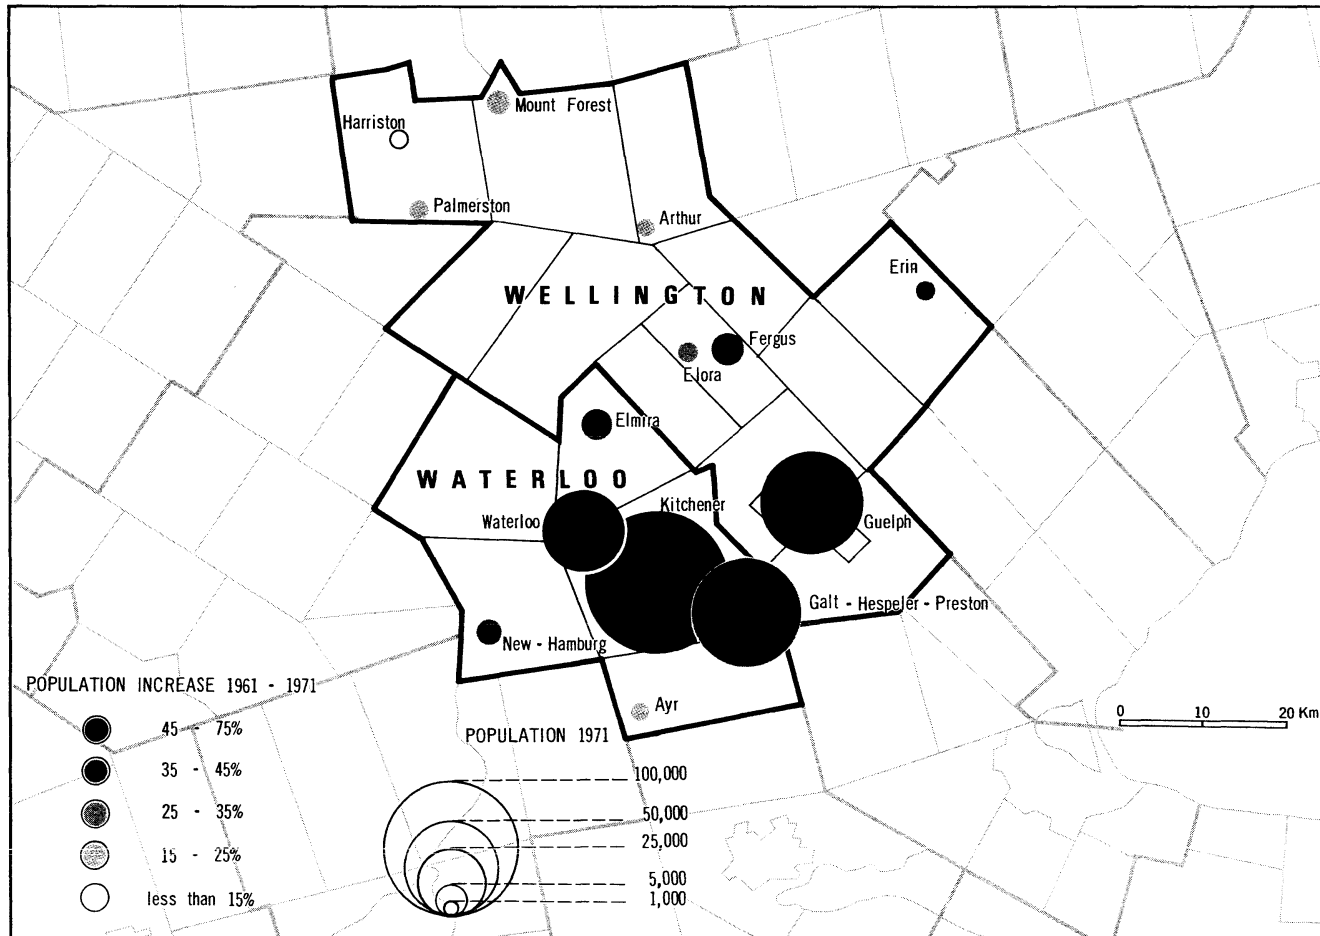 Mount Forest
Harriston
Palmerston
Arthur
Erin
WELLINGTON
Fergus
Elora
Elmira
WATERLOO
Kitchener
Waterloo
Guelph
Galt - Hespeler - Preston
New - Hamburg
Ayr
POPULATION INCREASE 1961 - 1971
45 - 75%
35 - 45%
25 - 35%
15 - 25%
less than 15%
POPULATION 1971
100,000
50,000
25,000
5,000
1,000
0 10 20 Km